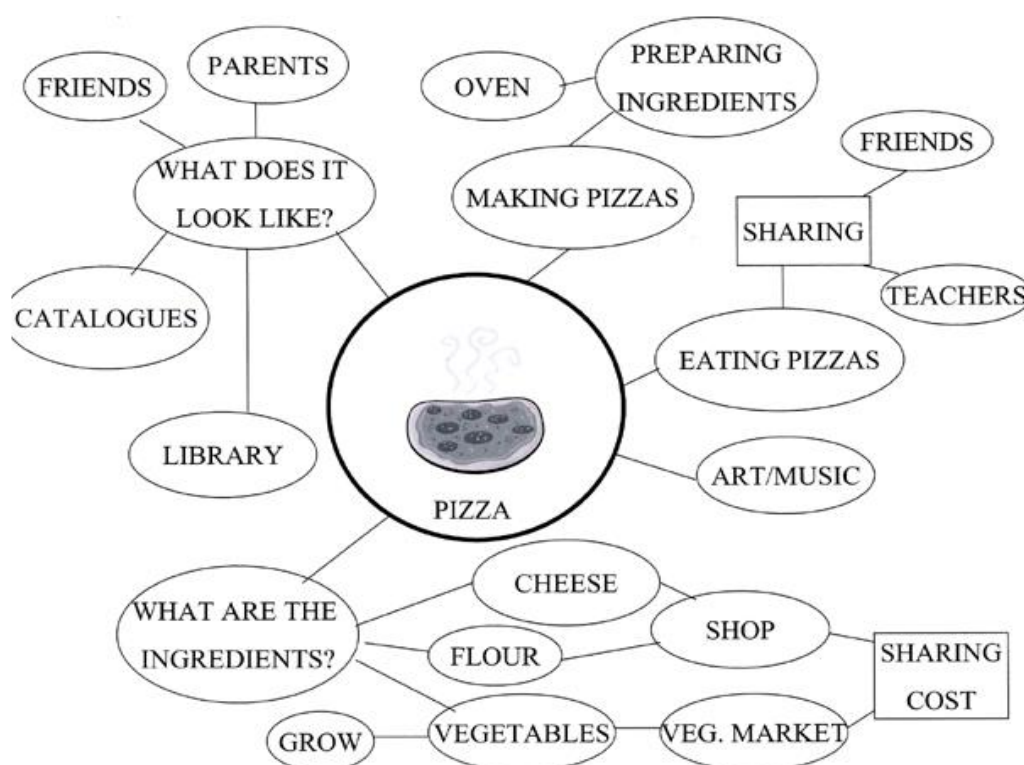 FRIENDS
PARENTS
WHAT DOES IT
LOOK LIKE?
CATALOGUES
LIBRARY
OVEN
PREPARING
INGREDIENTS
MAKING PIZZAS
FRIENDS
SHARING
TEACHERS
EATING PIZZAS
ART/MUSIC
PIZZA
WHAT ARE THE
INGREDIENTS?
CHEESE
FLOUR
SHOP
SHARING
COST
GROW
VEGETABLES
VEG. MARKET